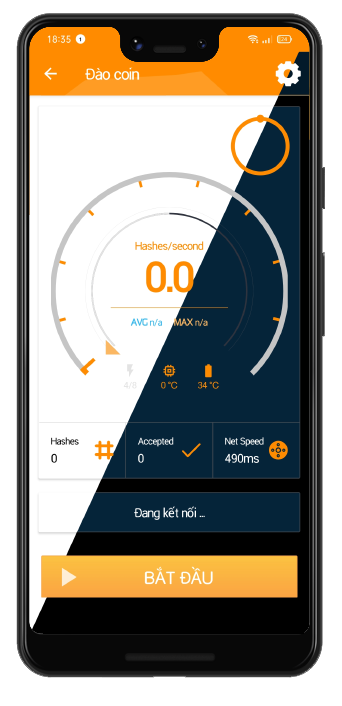 18:35
24
Đào coin
Hashes/second
0.0
AVG n/a MAX n/a
4/8 0 °C 34 °C
Hashes Accepted Net Speed
0 0 490ms
Đang kết nối ...
BẮT ĐẦU